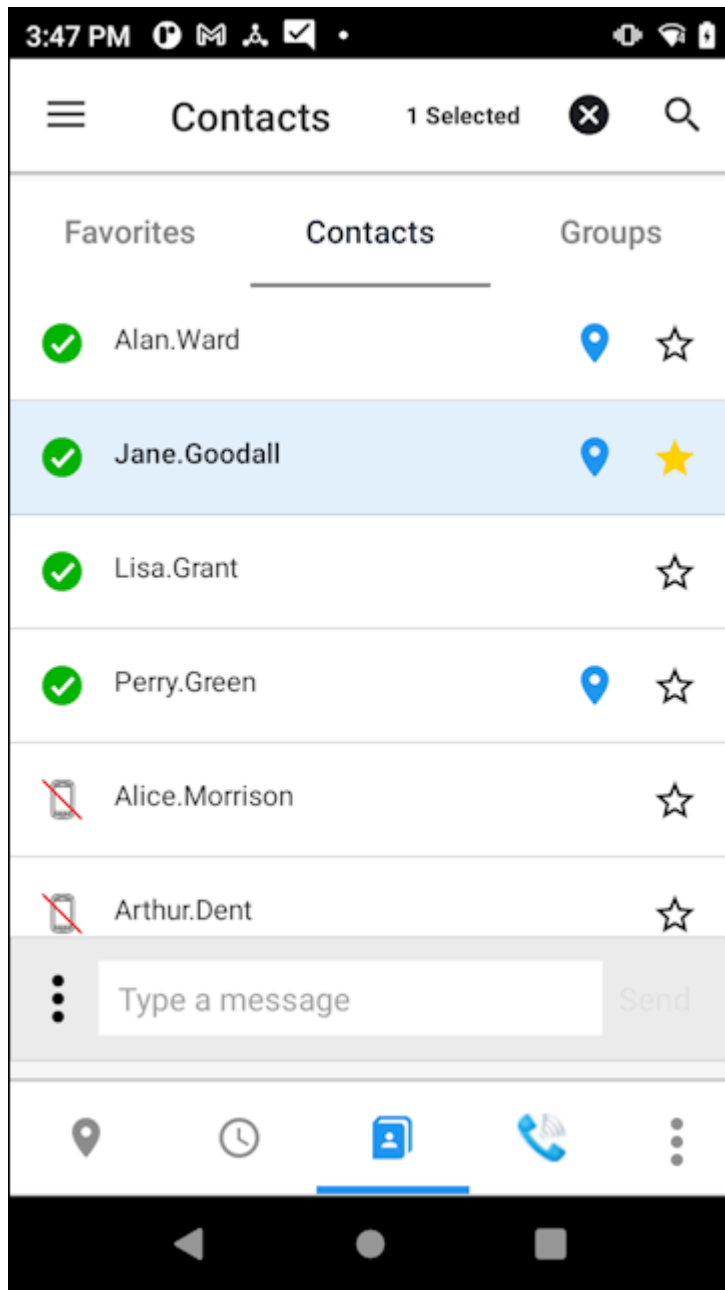 3:47 PM
Contacts 1 Selected
Favorites Contacts Groups
Alan.Ward
Jane.Goodall
Lisa.Grant
Perry.Green
Alice.Morrison
Arthur.Dent
Type a message Send